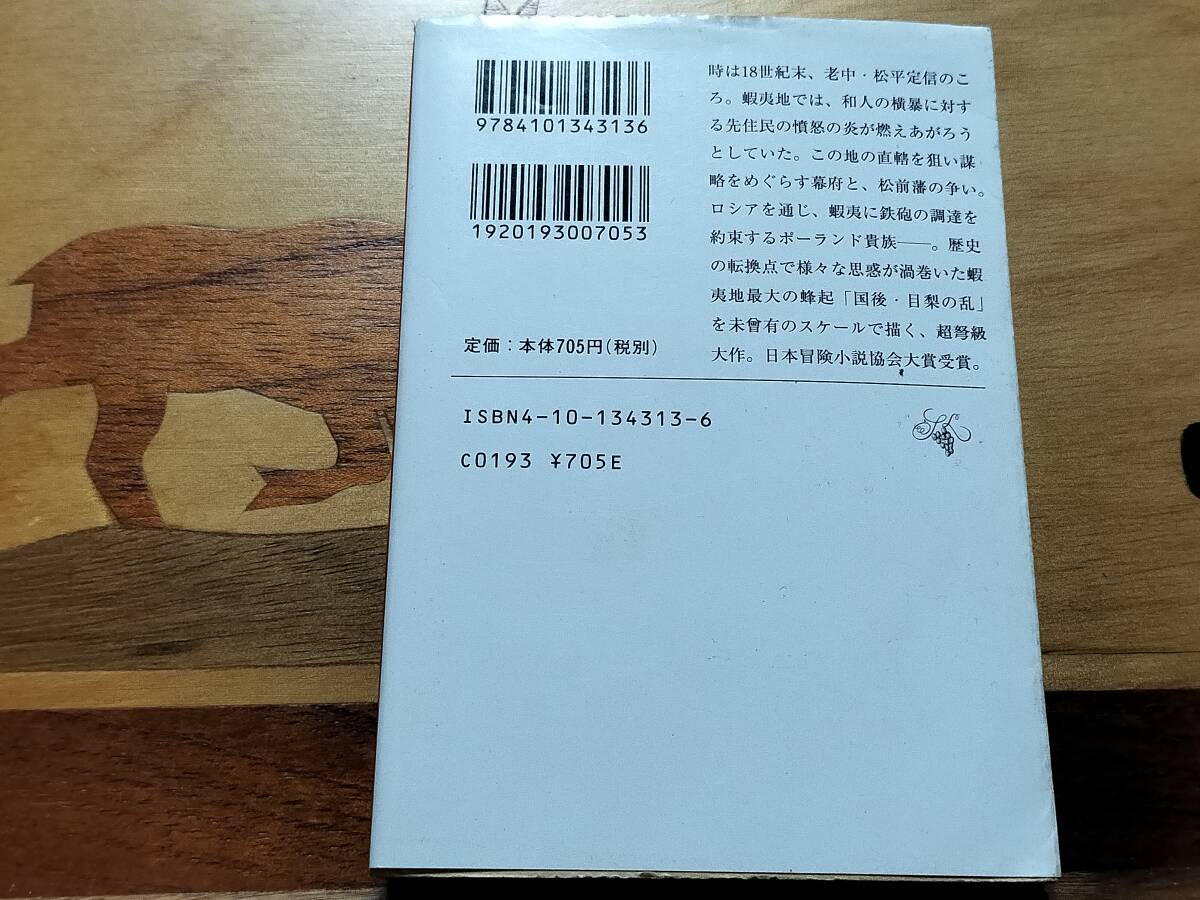 9784101343136
1920193007053
定価：本体705円(税別)
ISBN4-10-134313-6
C0193 ¥705E
時は18世紀末、老中・松平定信のこ
ろ。蝦夷地では、和人の横暴に対す
る先住民の憤怒の炎が燃えあがろう
としていた。この地の直轄を狙い謀
略をめぐらす幕府と、松前藩の争い。
ロシアを通じ、蝦夷に鉄砲の調達を
約束するポーランド貴族――。歴史
の転換点で様々な思惑が渦巻いた蝦
夷地最大の蜂起「国後・目梨の乱」
を未曾有のスケールで描く、超弩級
大作。日本冒険小説協会大賞受賞。